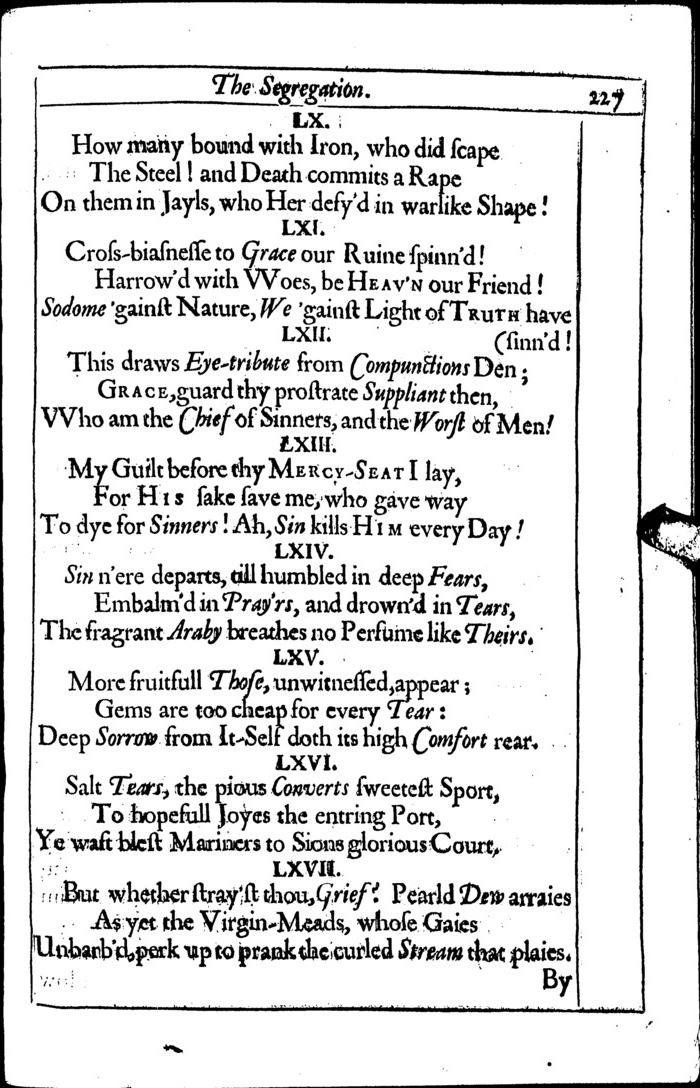 The Segregation.
227
LX.
How many bound with Iron, who did ſcape
The Steel! and Death commits a Rape
On them in Jayls, who Her defy'd in warlike Shape!
LXI.
Croſs-biaſneſſe to Grace our Ruine ſpinn'd!
Harrow'd with VVoes, be HEAV'N our Friend!
Sodome 'gainſt Nature, We 'gainſt Light of TRUTH have
(ſinn'd!
LXII.
This draws Eye-tribute from Compunctions Den;
GRACE, guard thy proſtrate Suppliant then,
VVho am the Chief of Sinners, and the Worſt of Men!
LXIII.
My Guilt before thy MERCY-SEAT I lay,
For HIS ſake ſave me, who gave way
To dye for Sinners! Ah, Sin kills HIM every Day!
LXIV.
Sin n'ere departs, till humbled in deep Fears,
Embalm'd in Pray'rs, and drown'd in Tears,
The fragrant Araby breathes no Perfume like Theirs.
LXV.
More fruitfull Thoſe, unwitneſſed, appear;
Gems are too cheap for every Tear:
Deep Sorrow from It-Self doth its high Comfort rear.
LXVI.
Salt Tears, the pious Converts ſweeteſt Sport,
To hopefull Joyes the entring Port,
Ye waft bleſt Mariners to Sions glorious Court,
LXVII.
But whether ſtray'ſt thou, Grief? Pearld Dew arraies
As yet the Virgin-Meads, whoſe Gaies
Unbarb'd, perk up to prank the curled Stream that plaies.
By